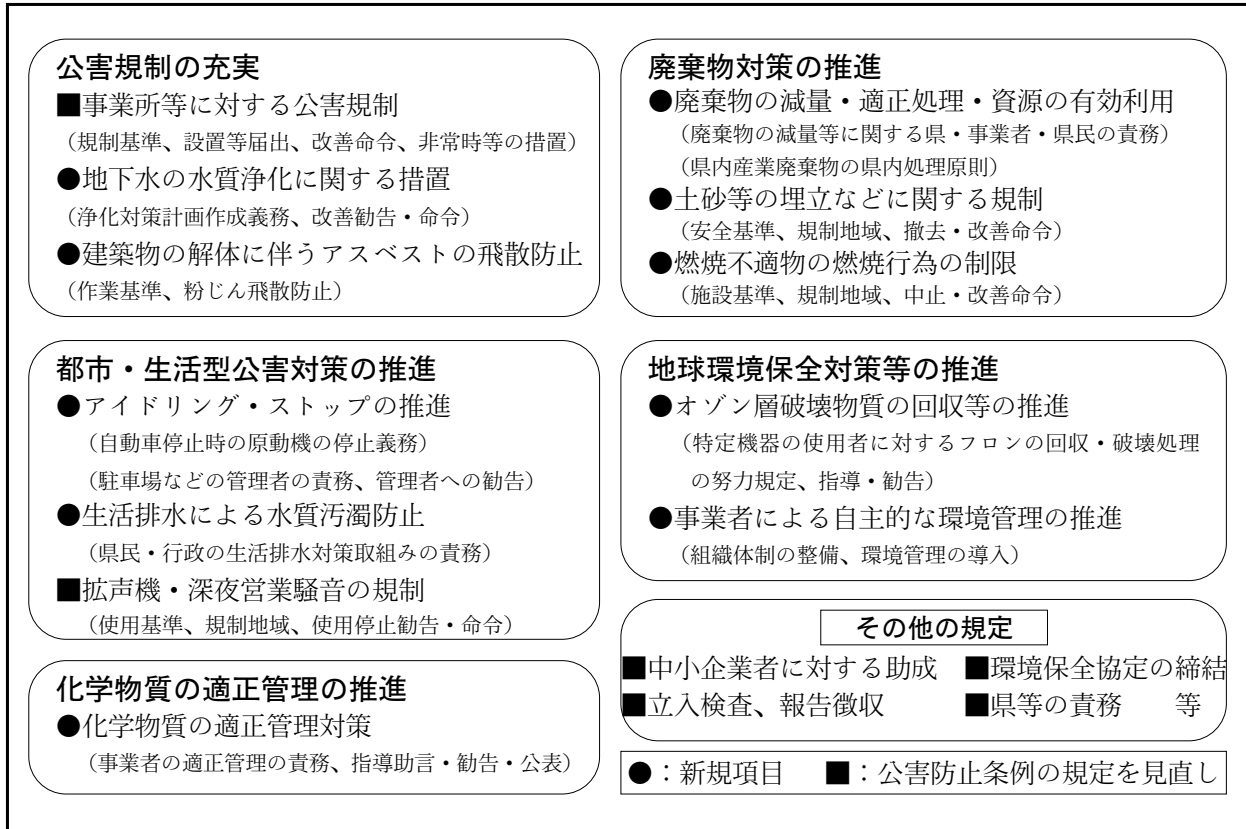 公害規制の充実
■事業所等に対する公害規制
（規制基準、設置等届出、改善命令、非常時等の措置）
●地下水の水質浄化に関する措置
（浄化対策計画作成義務、改善勧告・命令）
●建築物の解体に伴うアスベストの飛散防止
（作業基準、粉じん飛散防止）
都市・生活型公害対策の推進
●アイドリング・ストップの推進
（自動車停止時の原動機の停止義務）
（駐車場などの管理者の責務、管理者への勧告）
●生活排水による水質汚濁防止
（県民・行政の生活排水対策取組みの責務）
■拡声機・深夜営業騒音の規制
（使用基準、規制地域、使用停止勧告・命令）
化学物質の適正管理の推進
●化学物質の適正管理対策
（事業者の適正管理の責務、指導助言・勧告・公表）
廃棄物対策の推進
●廃棄物の減量・適正処理・資源の有効利用
（廃棄物の減量等に関する県・事業者・県民の責務）
（県内産業廃棄物の県内処理原則）
●土砂等の埋立などに関する規制
（安全基準、規制地域、撤去・改善命令）
●燃焼不適物の燃焼行為の制限
（施設基準、規制地域、中止・改善命令）
地球環境保全対策等の推進
●オゾン層破壊物質の回収等の推進
（特定機器の使用者に対するフロンの回収・破壊処理
の努力規定、指導・勧告）
●事業者による自主的な環境管理の推進
（組織体制の整備、環境管理の導入）
その他の規定
■中小企業者に対する助成　■環境保全協定の締結
■立入検査、報告徴収　■県等の責務　等
●：新規項目　■：公害防止条例の規定を見直し